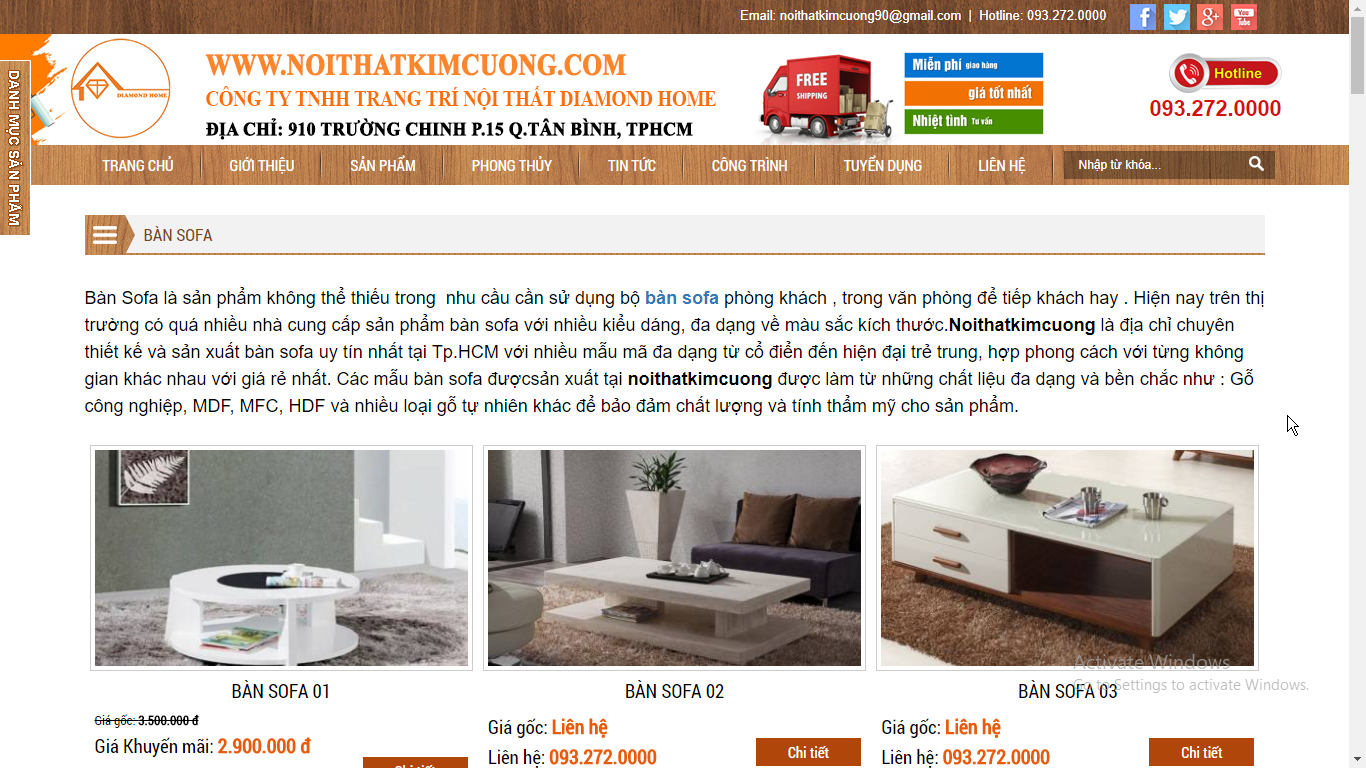 Email: noithatkimcuong90@gmail.com | Hotline: 093.272.0000
You Tube
DANH MỤC SẢN PHẨM
DIAMOND HOME
WWW.NOITHATKIMCUONG.COM
CÔNG TY TNHH TRANG TRÍ NỘI THẤT DIAMOND HOME
ĐỊA CHỈ: 910 TRƯỜNG CHINH P.15 Q.TÂN BÌNH, TPHCM
FREE
SHIPPING
Miễn phí giao hàng
giá tốt nhất
Nhiệt tình Tư vấn
Hotline
093.272.0000
TRANG CHỦ GIỚI THIỆU SẢN PHẨM PHONG THỦY TIN TỨC CÔNG TRÌNH TUYỂN DỤNG LIÊN HỆ Nhập từ khóa...
BÀN SOFA
Bàn Sofa là sản phẩm không thể thiếu trong nhu cầu cần sử dụng bộ bàn sofa phòng khách , trong văn phòng để tiếp khách hay . Hiện nay trên thị
trường có quá nhiều nhà cung cấp sản phẩm bàn sofa với nhiều kiểu dáng, đa dạng về màu sắc kích thước.Noithatkimcuong là địa chỉ chuyên
thiết kế và sản xuất bàn sofa uy tín nhất tại Tp.HCM với nhiều mẫu mã đa dạng từ cổ điển đến hiện đại trẻ trung, hợp phong cách với từng không
gian khác nhau với giá rẻ nhất. Các mẫu bàn sofa đượcsản xuất tại noithatkimcuong được làm từ những chất liệu đa dạng và bền chắc như : Gỗ
công nghiệp, MDF, MFC, HDF và nhiều loại gỗ tự nhiên khác để bảo đảm chất lượng và tính thẩm mỹ cho sản phẩm.
BÀN SOFA 01
Giá gốc: 3.500.000 đ
Giá Khuyến mãi: 2.900.000 đ
Chi tiết
BÀN SOFA 02
Giá gốc: Liên hệ
Liên hệ: 093.272.0000
Chi tiết
BÀN SOFA 03
Giá gốc: Liên hệ
Liên hệ: 093.272.0000
Chi tiết
Activate Windows
Go to Settings to activate Windows.